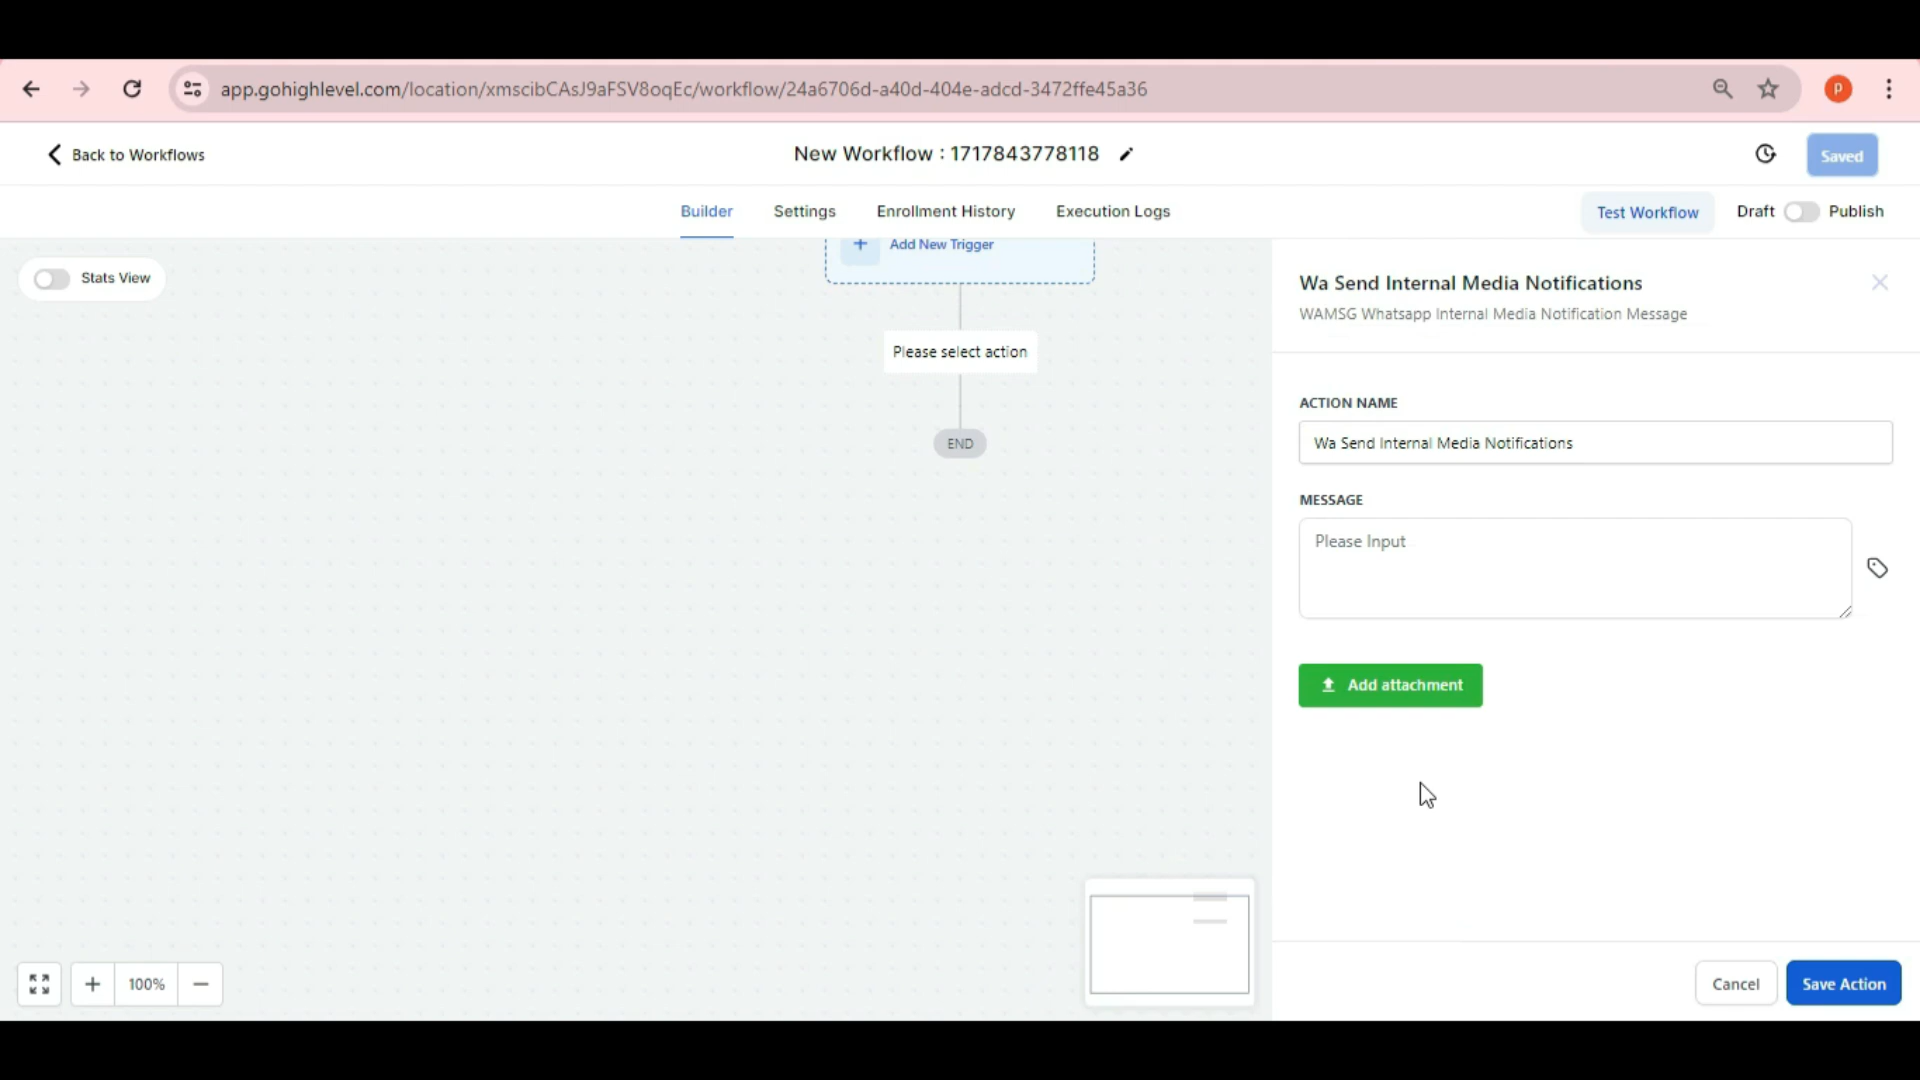 app.gohighlevel.com/location/xmscibCAsJ9aFSV8oqEc/workflow/24a6706d-a40d-404e-adcd-3472ffe45a36
P
Back to Workflows
New Workflow : 1717843778118
Saved
Builder
Settings
Enrollment History
Execution Logs
Test Workflow
Draft
Publish
Stats View
Add New Trigger
Please select action
END
100%
Wa Send Internal Media Notifications
WAMSG Whatsapp Internal Media Notification Message
ACTION NAME
Wa Send Internal Media Notifications
MESSAGE
Please Input
Add attachment
Cancel
Save Action